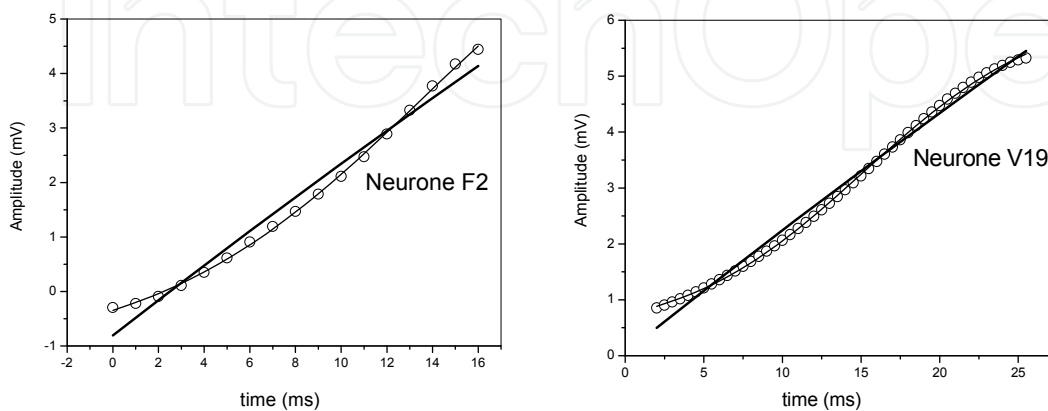 IntechOpe
5
4
3
2
1
0
-1
Amplitude (mV)
Neurone F2
-2 0 2 4 6 8 10 12 14 16
time (ms)
6
5
4
3
2
1
0
Amplitude (mV)
Neurone V19
0 5 10 15 20 25
time (ms)